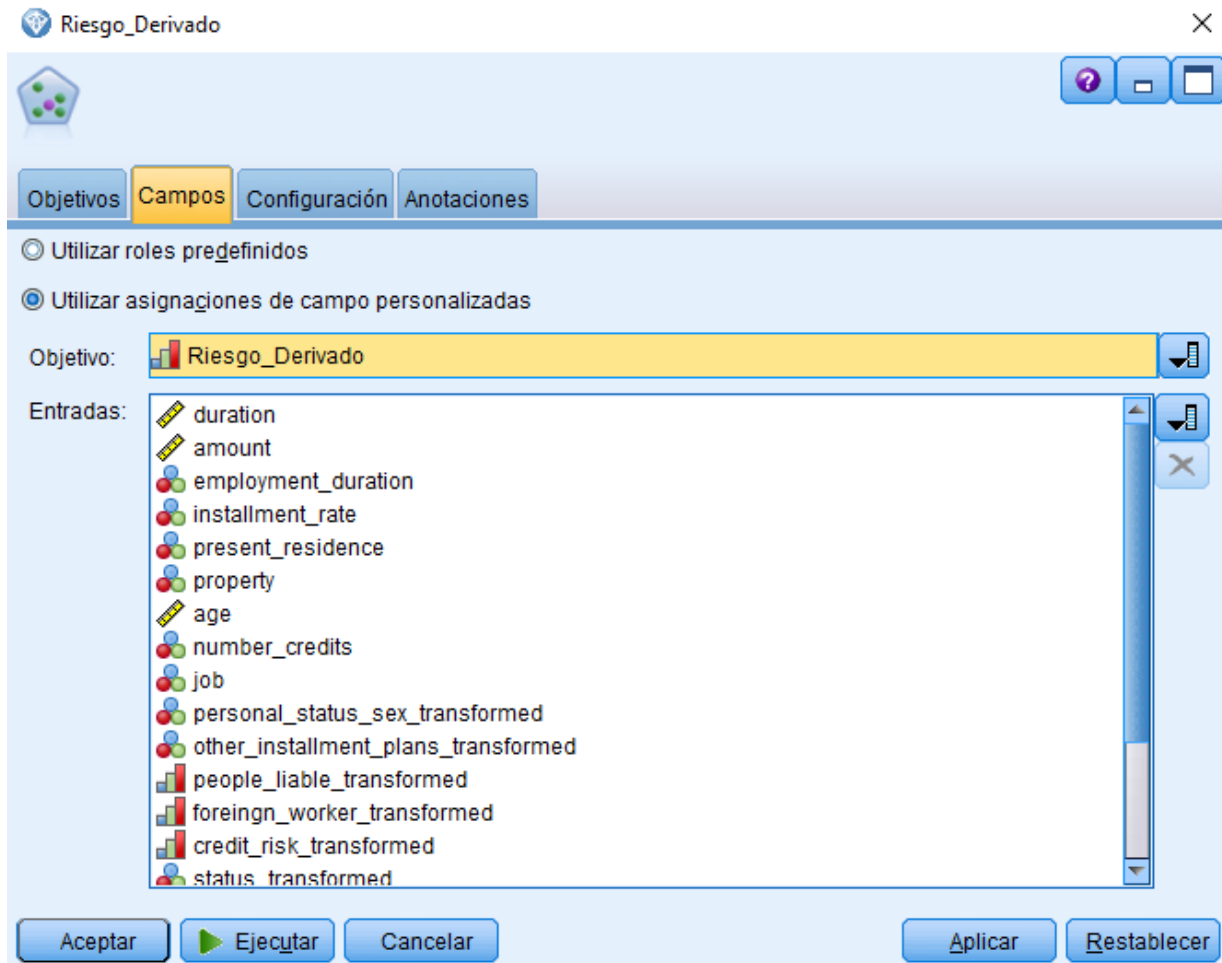 Riesgo_Derivado
Objetivos Campos Configuración Anotaciones
Utilizar roles predefinidos
Utilizar asignaciones de campo personalizadas
Objetivo: Riesgo_Derivado
Entradas: duration
amount
employment_duration
installment_rate
present_residence
property
age
number_credits
job
personal_status_sex_transformed
other_installment_plans_transformed
people_liable_transformed
foreingn_worker_transformed
credit_risk_transformed
status_transformed
Aceptar Ejecutar Cancelar Aplicar Restablecer